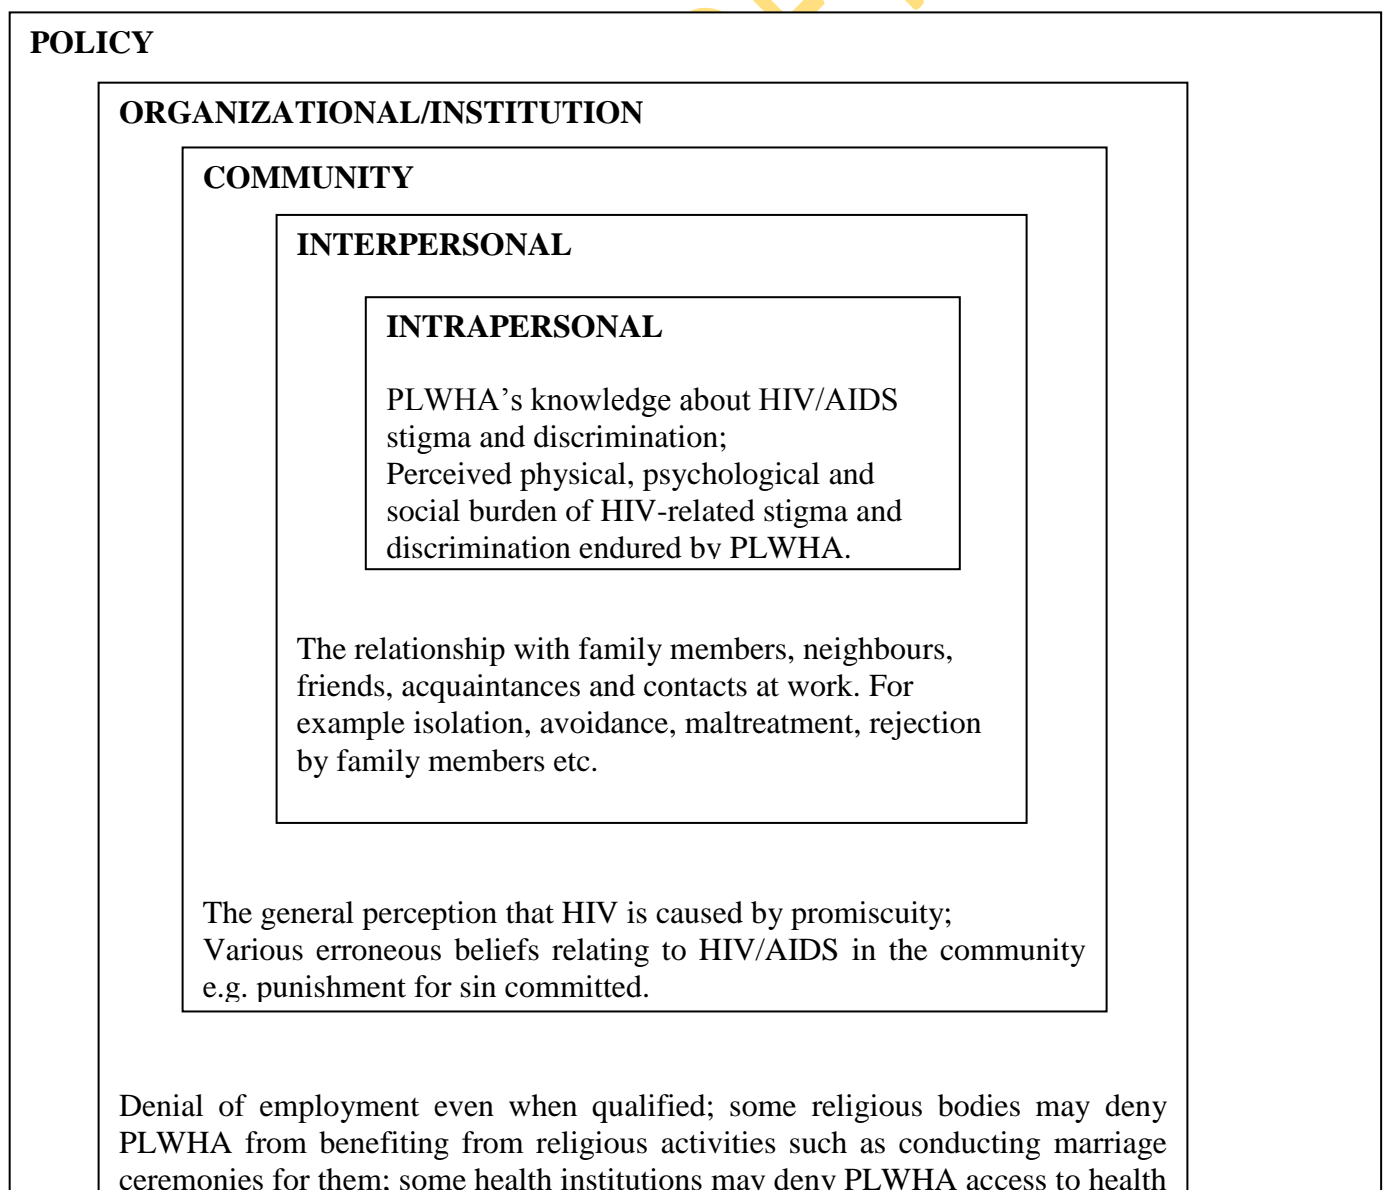 POLICY
ORGANIZATIONAL/INSTITUTION
COMMUNITY
INTERPERSONAL
INTRAPERSONAL
PLWHA’s knowledge about HIV/AIDS
stigma and discrimination;
Perceived physical, psychological and
social burden of HIV-related stigma and
discrimination endured by PLWHA.
The relationship with family members, neighbours,
friends, acquaintances and contacts at work. For
example isolation, avoidance, maltreatment, rejection
by family members etc.
The general perception that HIV is caused by promiscuity;
Various erroneous beliefs relating to HIV/AIDS in the community
e.g. punishment for sin committed.
Denial of employment even when qualified; some religious bodies may deny
PLWHA from benefiting from religious activities such as conducting marriage
ceremonies for them; some health institutions may deny PLWHA access to health